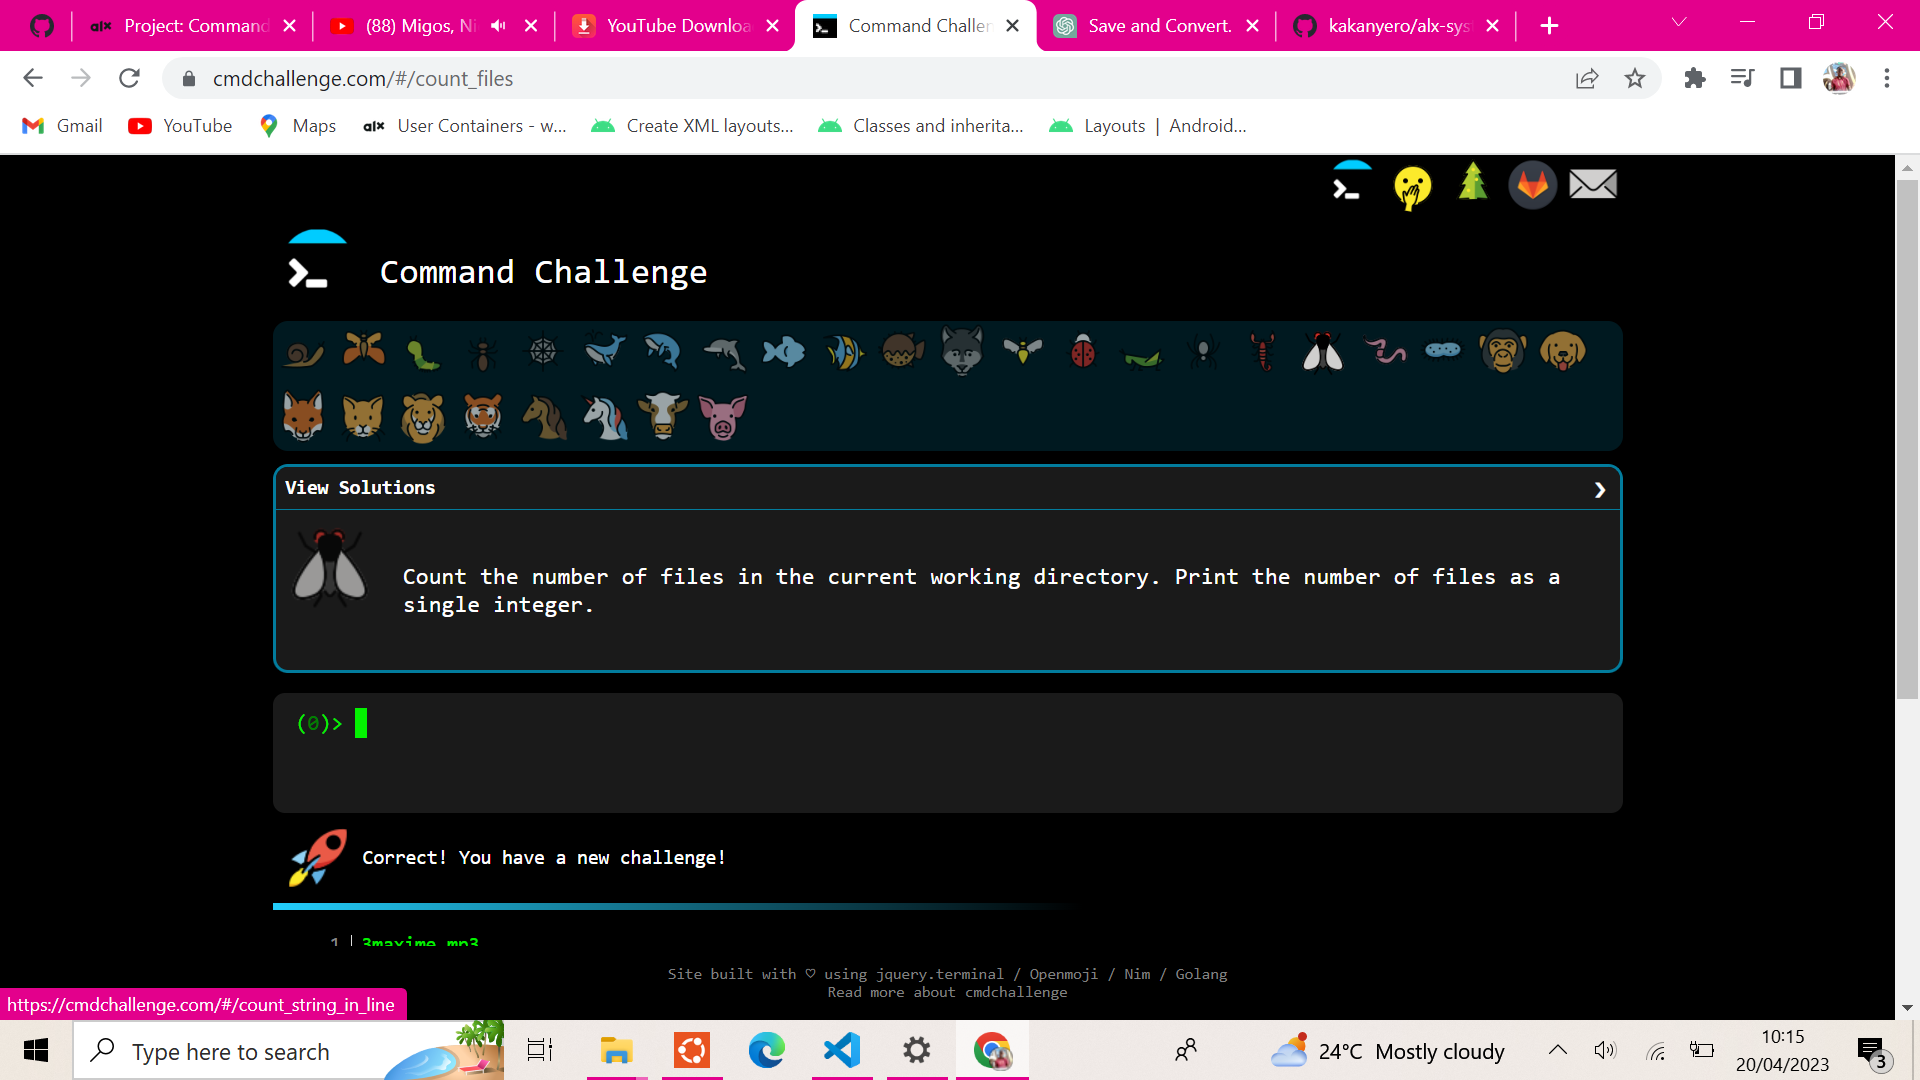 alx Project: Command
(88) Migos, Ni
YouTube Downloa
Command Challen
Save and Convert.
kakanyero/alx-sys
cmdchallenge.com/#/count_files
Gmail
YouTube
Maps
alx User Containers - w...
Create XML layouts...
Classes and inherita...
Layouts | Android...
Command Challenge
View Solutions
Count the number of files in the current working directory. Print the number of files as a
single integer.
(0)>
Correct! You have a new challenge!
1 3maxime.mp3
Site built with ♡ using jquery.terminal / Openmoji / Nim / Golang
Read more about cmdchallenge
https://cmdchallenge.com/#/count_string_in_line
Type here to search
24°C Mostly cloudy
10:15
20/04/2023
3